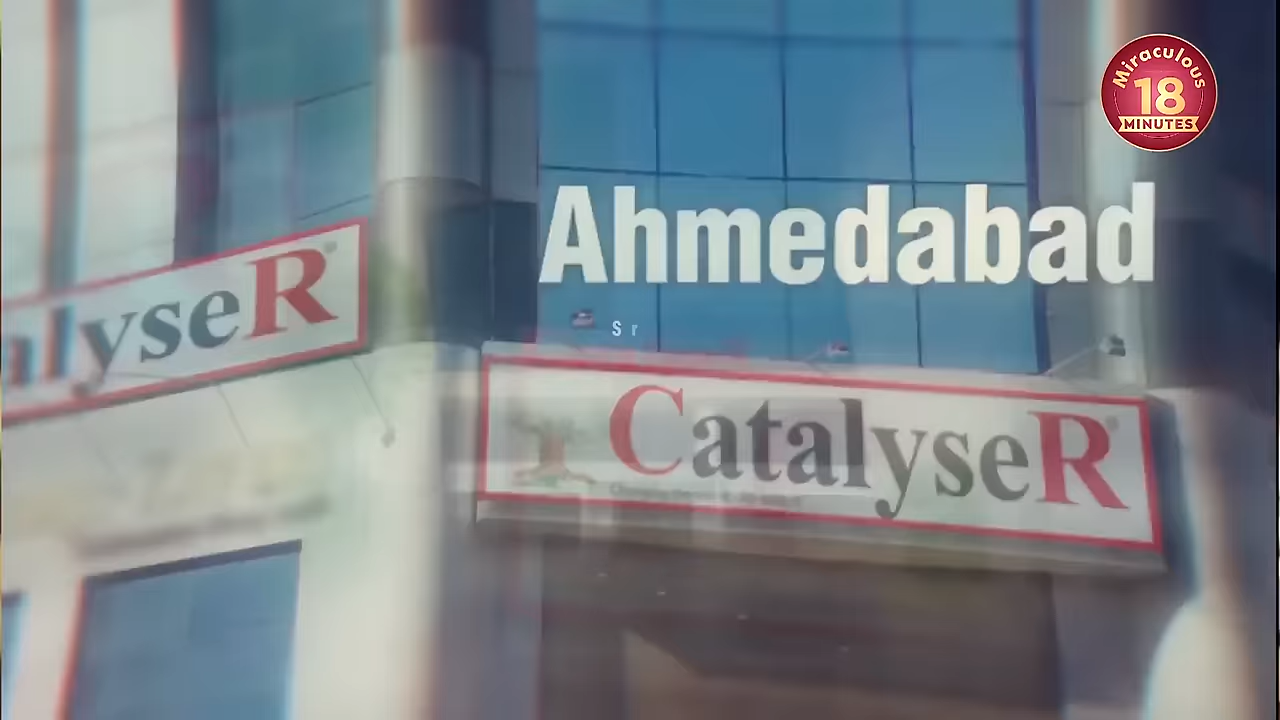 Miraculous
18
MINUTES
Ahmedabad
S r
alyseR
CatalyseR